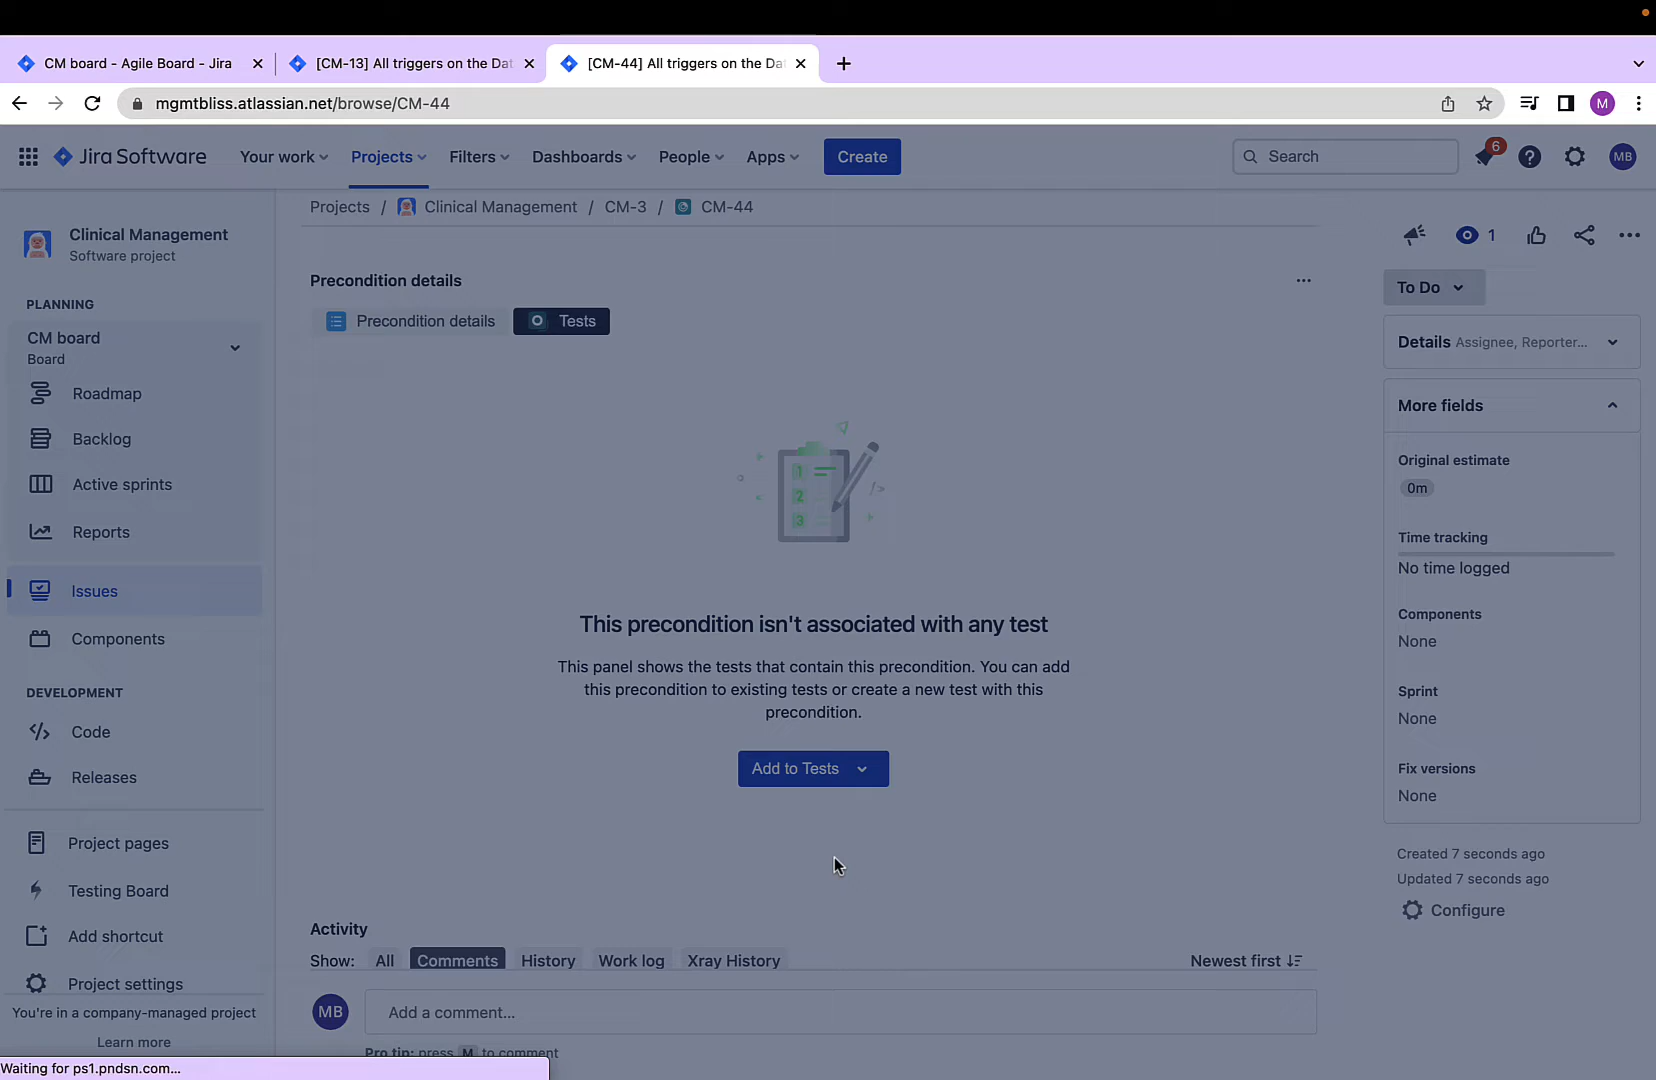 CM board - Agile Board - Jira
[CM-13] All triggers on the Dat
[CM-44] All triggers on the Da
mgmtbliss.atlassian.net/browse/CM-44
M
Jira Software
Your work
Projects
Filters
Dashboards
People
Apps
Create
Search
6
MB
Clinical Management
Software project
PLANNING
CM board
Board
Roadmap
Backlog
Active sprints
Reports
Issues
Components
DEVELOPMENT
Code
Releases
Project pages
Testing Board
Add shortcut
Project settings
You're in a company-managed project
Learn more
Projects / Clinical Management / CM-3 / CM-44
1
Precondition details
Precondition details
Tests
1
2
3
This precondition isn't associated with any test
This panel shows the tests that contain this precondition. You can add
this precondition to existing tests or create a new test with this
precondition.
Add to Tests
Activity
Show: All Comments History Work log Xray History
Newest first
MB
Add a comment...
Pro tip: press M to comment
To Do
Details Assignee, Reporter...
More fields
Original estimate
0m
Time tracking
No time logged
Components
None
Sprint
None
Fix versions
None
Created 7 seconds ago
Updated 7 seconds ago
Configure
Waiting for ps1.pndsn.com...